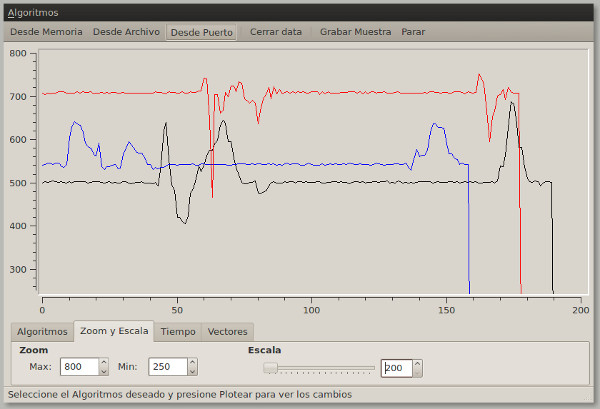 Algoritmos
Desde Memoria Desde Archivo Desde Puerto Cerrar data Grabar Muestra Parar
800
700
600
500
400
300
0 50 100 150 200
Algoritmos Zoom y Escala Tiempo Vectores
Zoom Escala
Max: 800 Min: 250 200
Seleccione el Algoritmos deseado y presione Plotear para ver los cambios